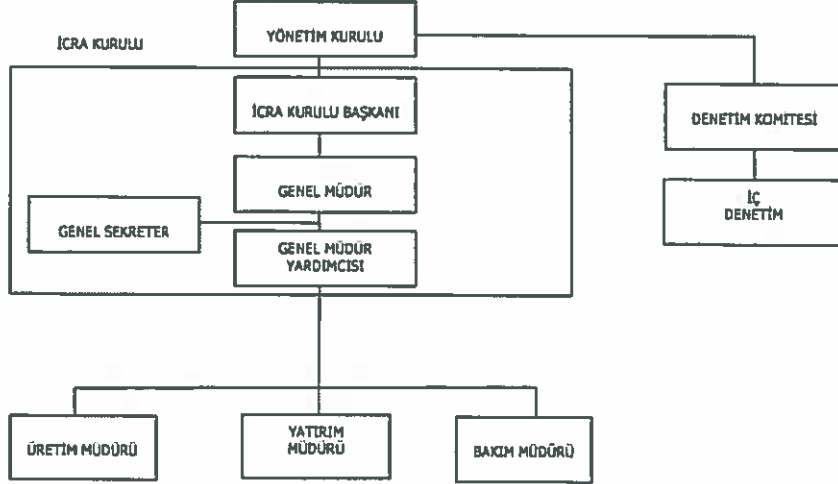 YÖNETİM KURULU
İCRA KURULU
İCRA KURULU BAŞKANI
DENETİM KOMİTESİ
GENEL MÜDÜR
İÇ
DENETİM
GENEL SEKRETER
GENEL MÜDÜR
YARDIMCISI
ÜRETİM MÜDÜRÜ
YATIRIM
MÜDÜRÜ
BAKIM MÜDÜRÜ